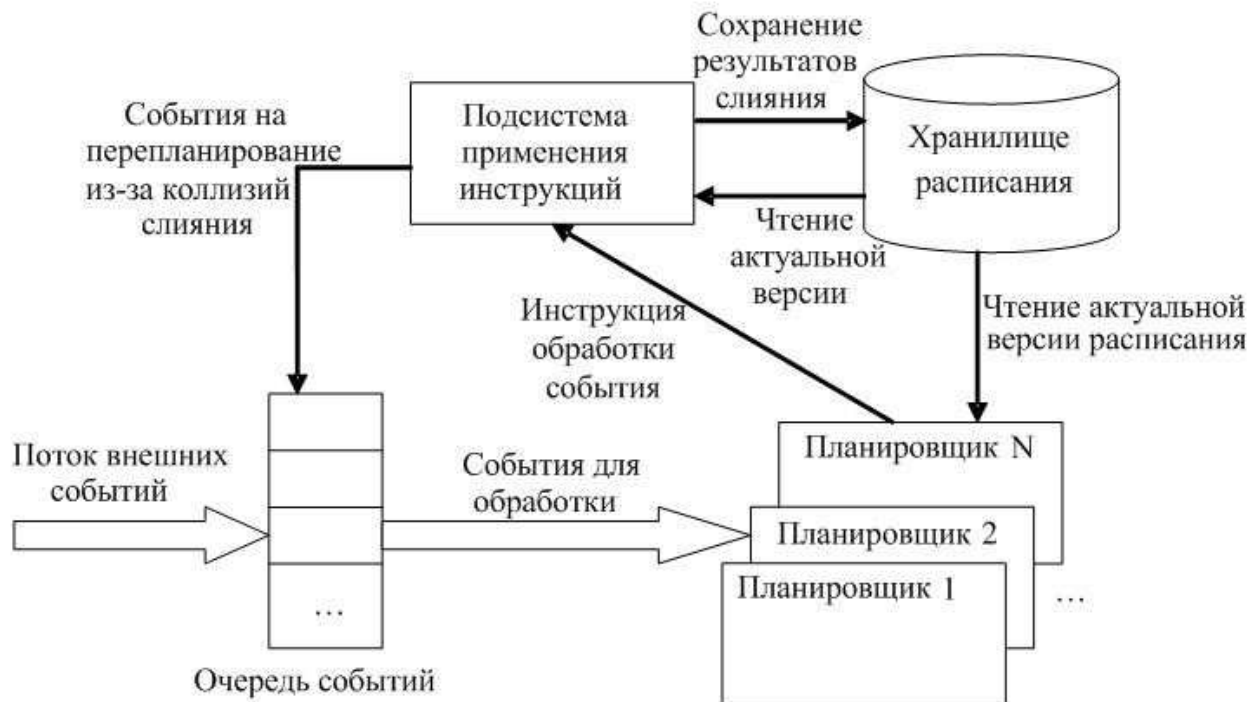 Сохранение
результатов
слияния
События на
перепланирование
из-за коллизий
слияния
Подсистема
применения
инструкций
Хранилище
расписания
Чтение
актуальной
версии
Инструкция
обработки
события
Чтение актуальной
версии расписания
Поток внешних
событий
События для
обработки
Планировщик N
Планировщик 2
Планировщик 1
...
...
Очередь событий